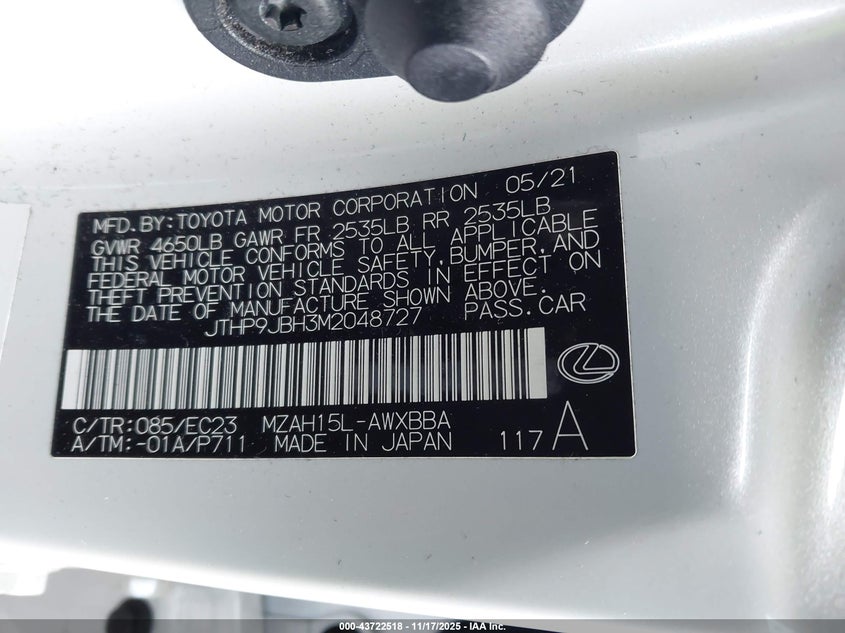 MFD.BY:TOYOTA MOTOR CORPORATION 05/21
GVWR 4650LB GAWR FR 2535LB RR 2535LB
THIS VEHICLE CONFORMS TO ALL APPLICABLE
FEDERAL MOTOR VEHICLE SAFETY,BUMPER,AND
THEFT PREVENTION STANDARDS IN EFFECT ON
THE DATE OF MANUFACTURE SHOWN ABOVE.
JTHP9JBH3M2048727 PASS.CAR
C/TR:085/EC23 MZAH15L-AWXBBA
A/TM:-01A/P711 MADE IN JAPAN 117 A
000-43722518 - 11/17/2025 - IAA Inc.